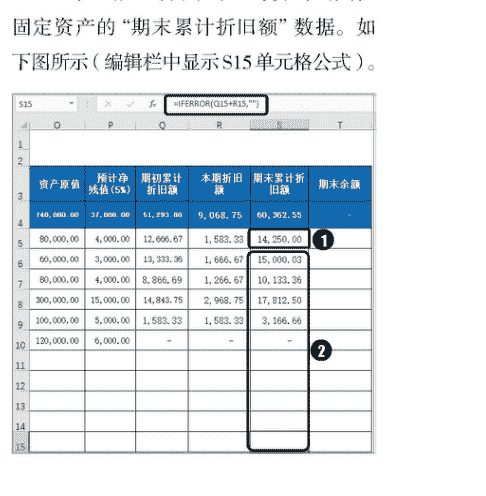 固定资产的“期末累计折旧额”数据。如
下图所示（编辑栏中显示S15单元格公式）。
S15 fx =IFERROR(Q15+R15,"")
O P Q R S T
1
2
3 资产原值 预计净残值(5%) 期初累计折旧额 本期折旧额 期末累计折旧额 期末余额
4 740,000.00 37,000.00 51,293.80 9,068.75 60,362.55 -
5 80,000.00 4,000.00 12,666.67 1,583.33 14,250.00 1
6 60,000.00 3,000.00 13,333.36 1,666.67 15,000.03
7 80,000.00 4,000.00 8,866.69 1,266.67 10,133.36
8 300,000.00 15,000.00 14,843.75 2,968.75 17,812.50
9 100,000.00 5,000.00 1,583.33 1,583.33 3,166.66
10 120,000.00 6,000.00 - - - 2
11
12
13
14
15